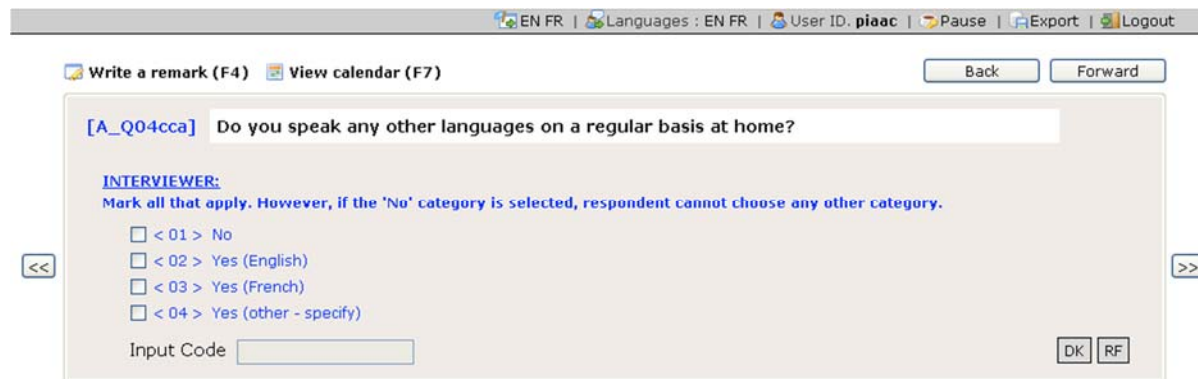 EN FR | Languages : EN FR | User ID. piaac | Pause | Export | Logout
Write a remark (F4) View calendar (F7) Back Forward
[A_Q04cca] Do you speak any other languages on a regular basis at home?
INTERVIEWER:
Mark all that apply. However, if the 'No' category is selected, respondent cannot choose any other category.
< 01 > No
<< < 02 > Yes (English) >>
< 03 > Yes (French)
< 04 > Yes (other - specify)
Input Code DK RF